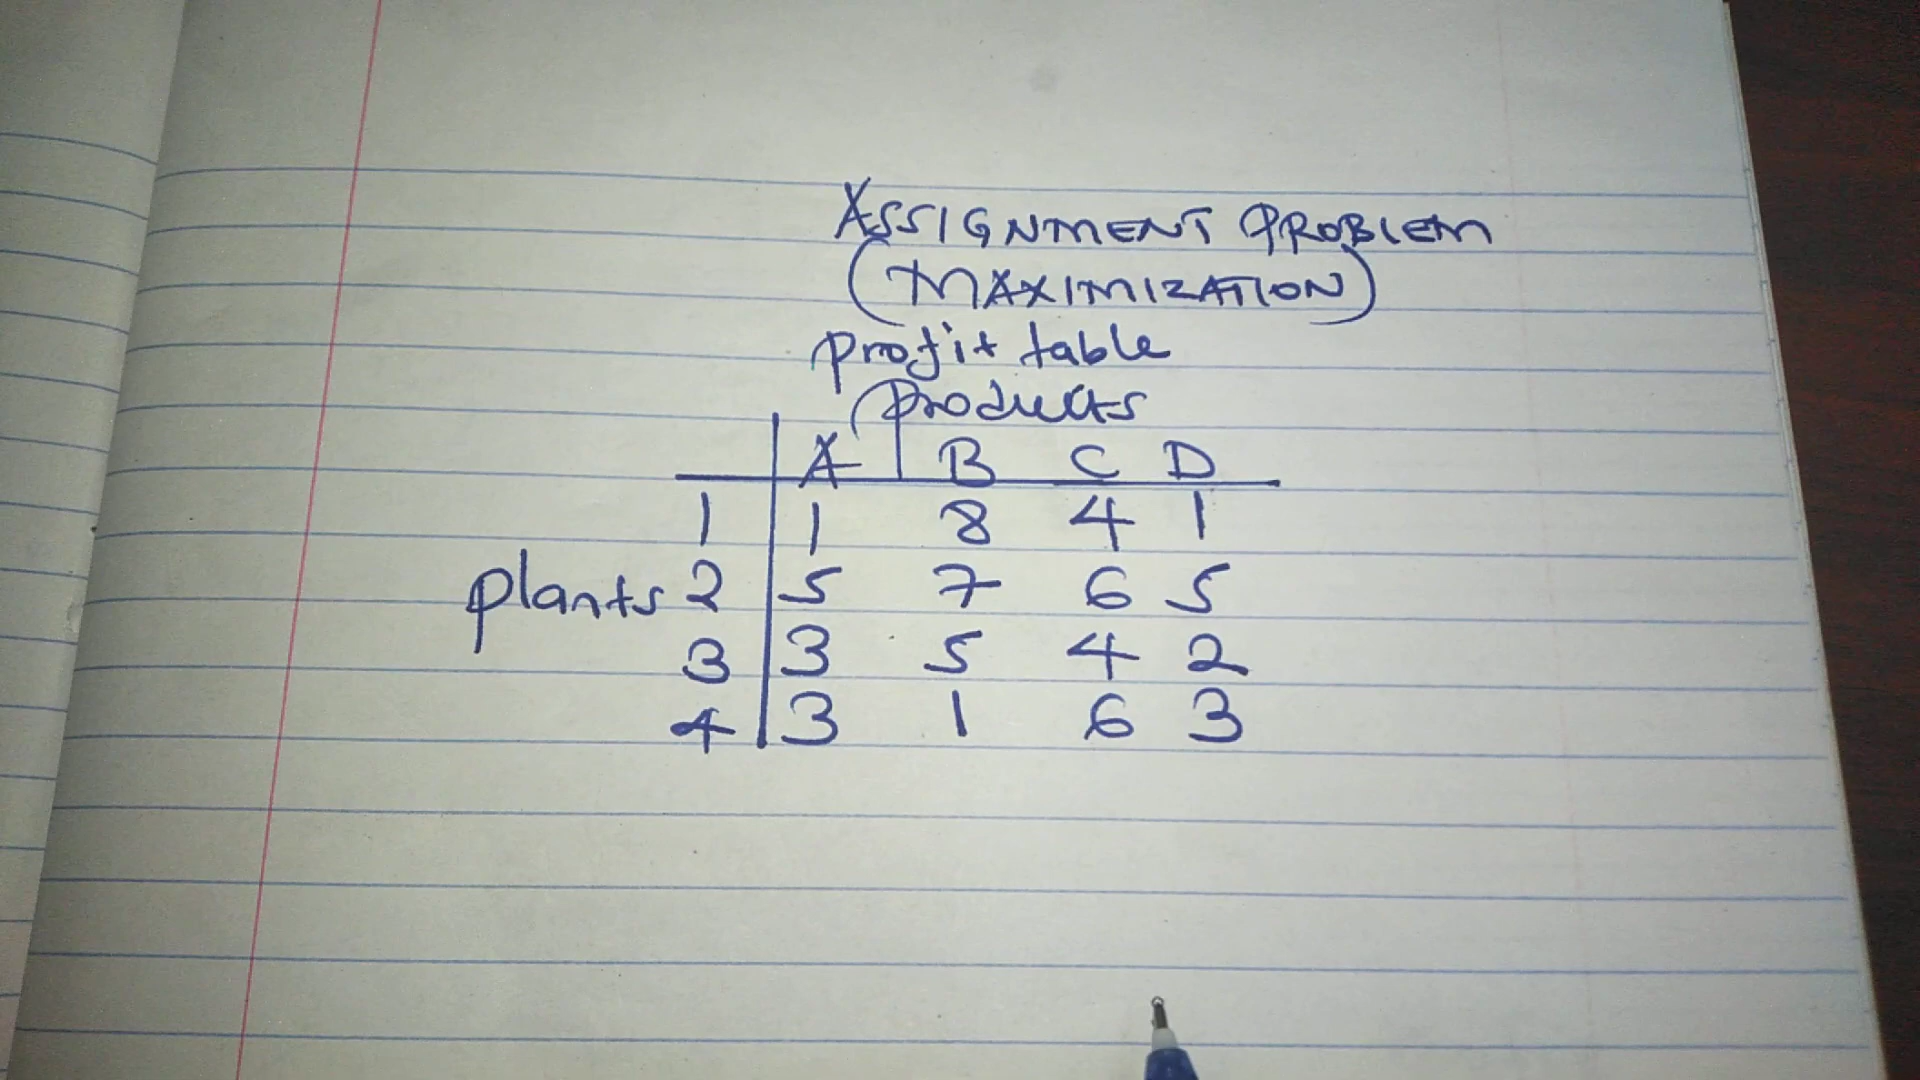 ASSIGNMENT PROBLEM
(MAXIMIZATION)
profit table
products
A B C D
1 1 8 4 1
plants 2 5 7 6 5
3 3 5 4 2
4 3 1 6 3